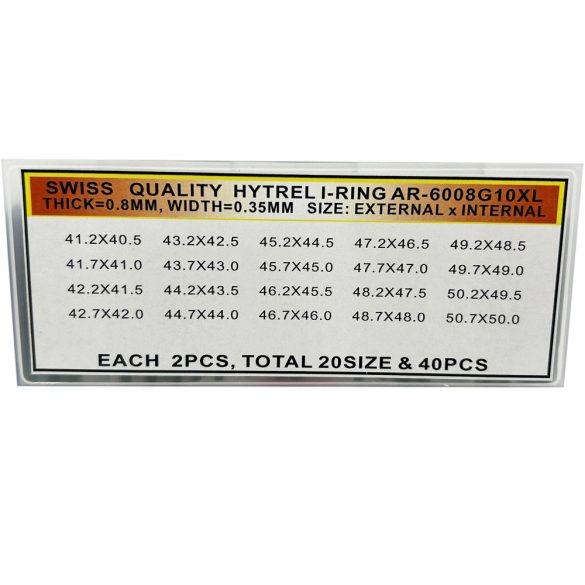 SWISS QUALITY HYTREL I-RING AR-6008G10XL
THICK=0.8MM, WIDTH=0.35MM SIZE: EXTERNAL x INTERNAL
41.2X40.5 43.2X42.5 45.2X44.5 47.2X46.5 49.2X48.5
41.7X41.0 43.7X43.0 45.7X45.0 47.7X47.0 49.7X49.0
42.2X41.5 44.2X43.5 46.2X45.5 48.2X47.5 50.2X49.5
42.7X42.0 44.7X44.0 46.7X46.0 48.7X48.0 50.7X50.0
EACH 2PCS, TOTAL 20SIZE & 40PCS